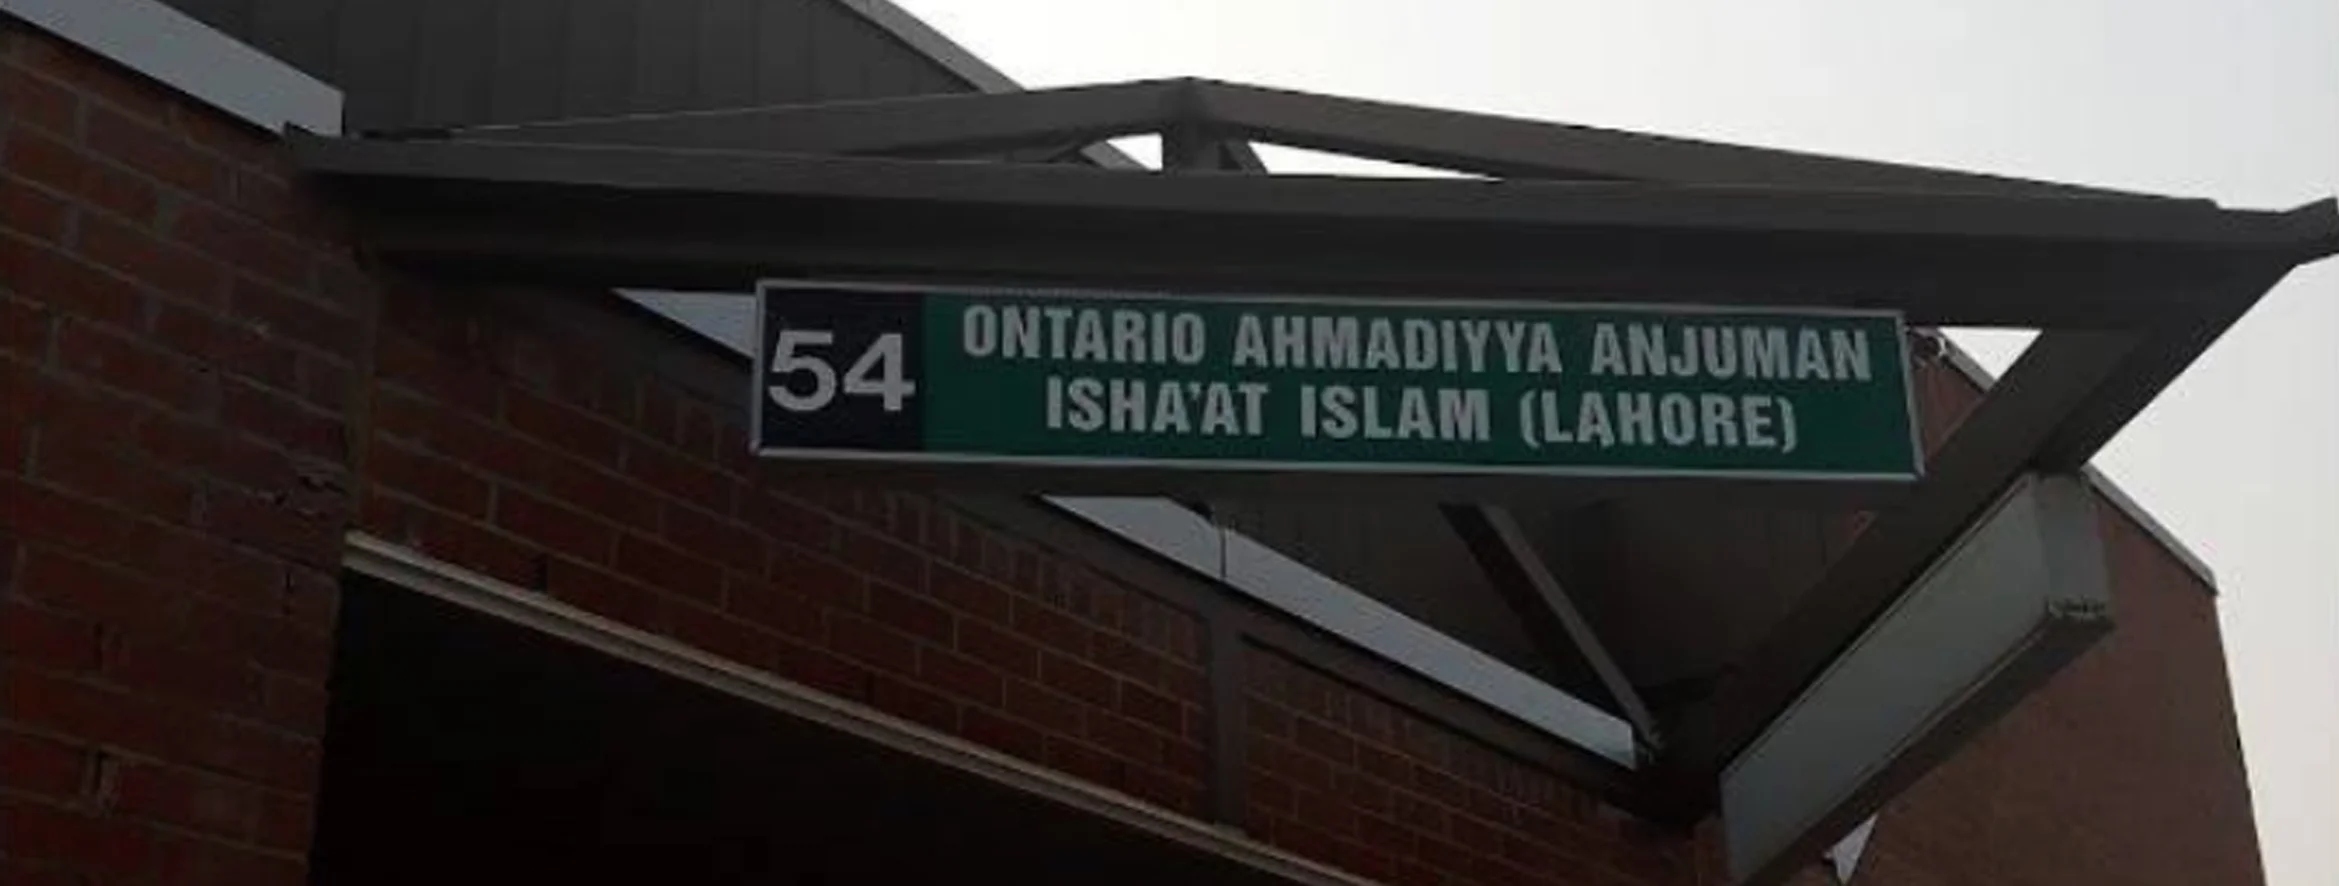 54
ONTARIO AHMADIYYA ANJUMAN
ISHA'AT ISLAM (LAHORE)